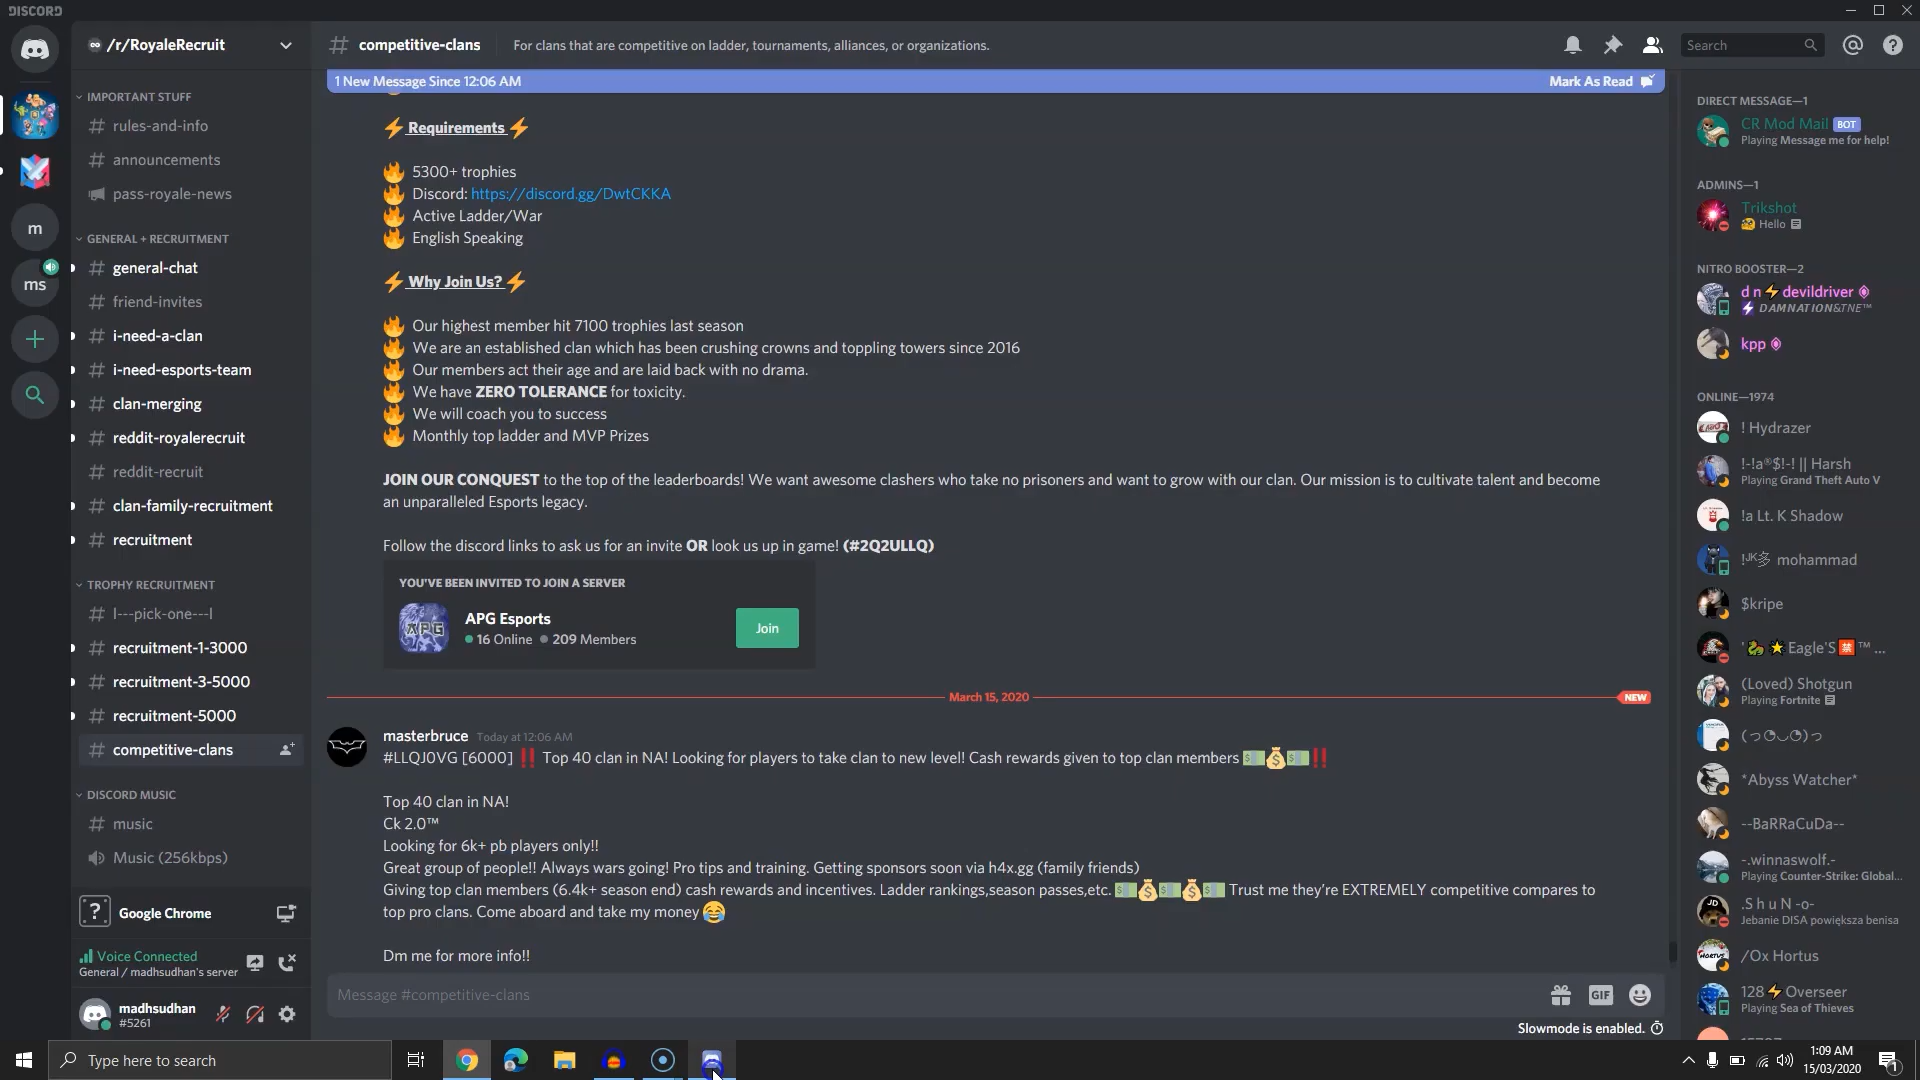 DISCORD
/r/RoyaleRecruit
# competitive-clans
For clans that are competitive on ladder, tournaments, alliances, or organizations.
Search
1 New Message Since 12:06 AM
Mark As Read
IMPORTANT STUFF
# rules-and-info
# announcements
pass-royale-news
m
GENERAL + RECRUITMENT
# general-chat
ms
# friend-invites
# i-need-a-clan
# i-need-esports-team
# clan-merging
# reddit-royalerecruit
# reddit-recruit
# clan-family-recruitment
# recruitment
TROPHY RECRUITMENT
# l---pick-one---l
# recruitment-1-3000
# recruitment-3-5000
# recruitment-5000
# competitive-clans
DISCORD MUSIC
# music
Music (256kbps)
Google Chrome
Voice Connected
General / madhsudhan's server
madhsudhan
#5261
⚡ Requirements ⚡
🔥 5300+ trophies
🔥 Discord: https://discord.gg/DwtCKKA
🔥 Active Ladder/War
🔥 English Speaking
⚡ Why Join Us? ⚡
🔥 Our highest member hit 7100 trophies last season
🔥 We are an established clan which has been crushing crowns and toppling towers since 2016
🔥 Our members act their age and are laid back with no drama.
🔥 We have ZERO TOLERANCE for toxicity.
🔥 We will coach you to success
🔥 Monthly top ladder and MVP Prizes
JOIN OUR CONQUEST to the top of the leaderboards! We want awesome clashers who take no prisoners and want to grow with our clan. Our mission is to cultivate talent and become
an unparalleled Esports legacy.
Follow the discord links to ask us for an invite OR look us up in game! (#2Q2ULLQ)
YOU'VE BEEN INVITED TO JOIN A SERVER
APG
APG Esports
16 Online 209 Members
Join
March 15, 2020
NEW
masterbruce Today at 12:06 AM
#LLQJ0VG [6000] ‼️ Top 40 clan in NA! Looking for players to take clan to new level! Cash rewards given to top clan members 💵💰💵‼️
Top 40 clan in NA!
Ck 2.0™
Looking for 6k+ pb players only!!
Great group of people!! Always wars going! Pro tips and training. Getting sponsors soon via h4x.gg (family friends)
Giving top clan members (6.4k+ season end) cash rewards and incentives. Ladder rankings,season passes,etc. 💵💰💵💰💵 Trust me they're EXTREMELY competitive compares to
top pro clans. Come aboard and take my money 😂
Dm me for more info!!
Message #competitive-clans
GIF
Slowmode is enabled.
DIRECT MESSAGE—1
CR Mod Mail BOT
Playing Message me for help!
ADMINS—1
Trikshot
🤔 Hello
NITRO BOOSTER—2
d n⚡devildriver
⚡ DAMNATION&TNE™
kpp
ONLINE—1974
! Hydrazer
!-!a®$!-! || Harsh
Playing Grand Theft Auto V
!a Lt. K Shadow
!ᴶᴷ多 mohammad
$kripe
'🐉⭐Eagle'S🈲™ ...
(Loved) Shotgun
Playing Fortnite
(っ◔◡◔)っ
*Abyss Watcher*
--BaRRaCuDa--
-.winnaswolf.-
Playing Counter-Strike: Global...
JD
.S h u N -o-
Jebanie DISA powiększa benisa
/Ox Hortus
128⚡Overseer
Playing Sea of Thieves
Type here to search
1:09 AM
15/03/2020
1